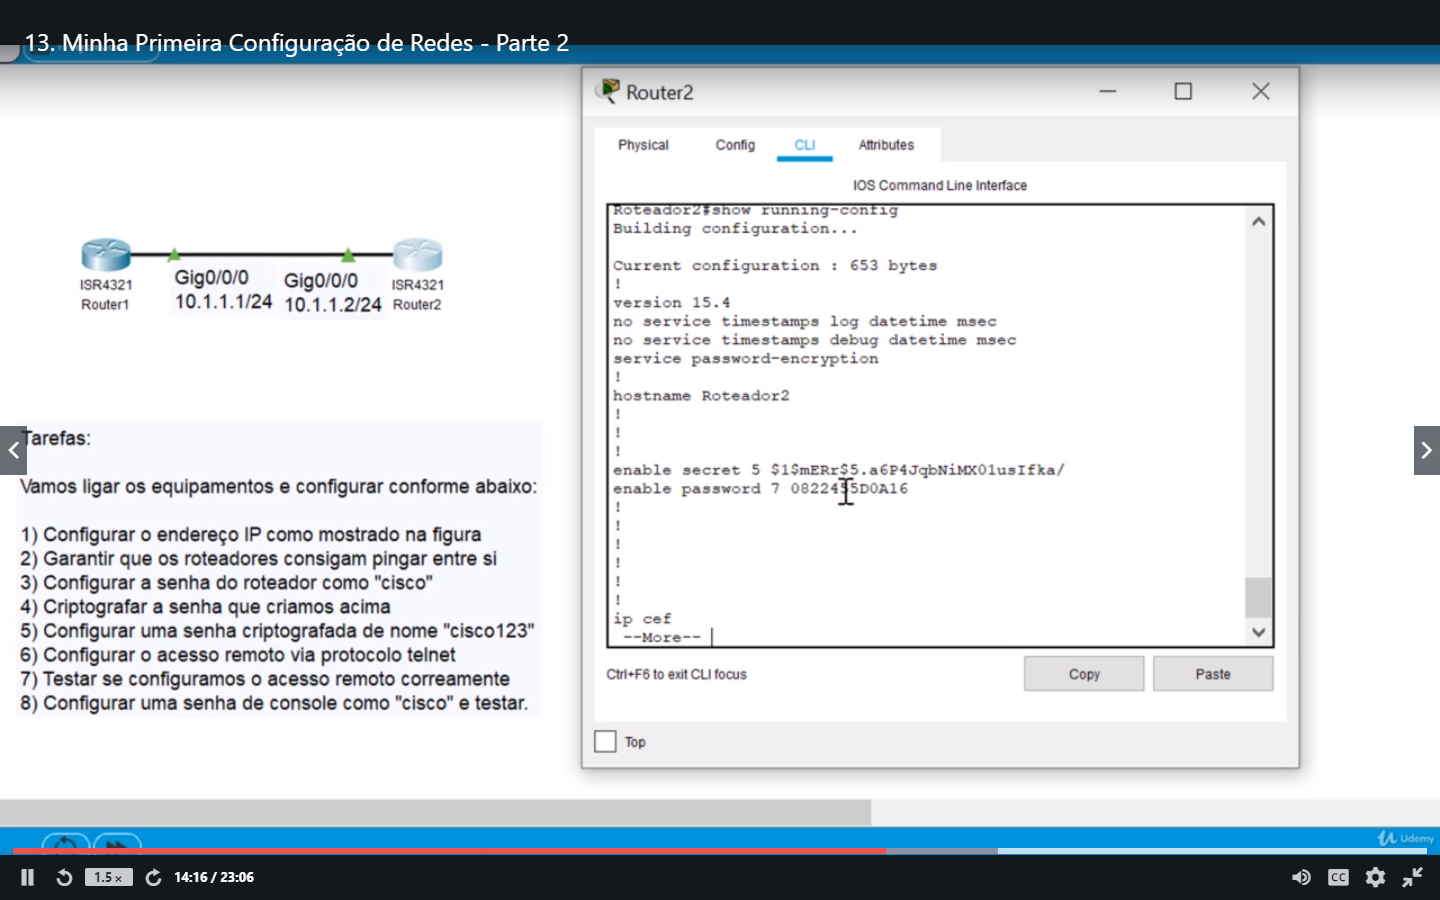 13. Minha Primeira Configuração de Redes - Parte 2
Router2
Physical Config CLI Attributes
IOS Command Line Interface
Roteador2#show running-config
Building configuration...
Current configuration : 653 bytes
!
version 15.4
no service timestamps log datetime msec
no service timestamps debug datetime msec
service password-encryption
!
hostname Roteador2
!
!
!
enable secret 5 $1$mERr$5.a6P4JqbNiMX01usIfka/
enable password 7 0822455D0A16
!
!
!
!
!
!
ip cef
--More--
Ctrl+F6 to exit CLI focus
Copy
Paste
Top
ISR4321
Router1
Gig0/0/0
10.1.1.1/24
Gig0/0/0
10.1.1.2/24
ISR4321
Router2
Tarefas:
Vamos ligar os equipamentos e configurar conforme abaixo:
1) Configurar o endereço IP como mostrado na figura
2) Garantir que os roteadores consigam pingar entre si
3) Configurar a senha do roteador como "cisco"
4) Criptografar a senha que criamos acima
5) Configurar uma senha criptografada de nome "cisco123"
6) Configurar o acesso remoto via protocolo telnet
7) Testar se configuramos o acesso remoto correamente
8) Configurar uma senha de console como "cisco" e testar.
Udemy
1.5 x
14:16 / 23:06
CC